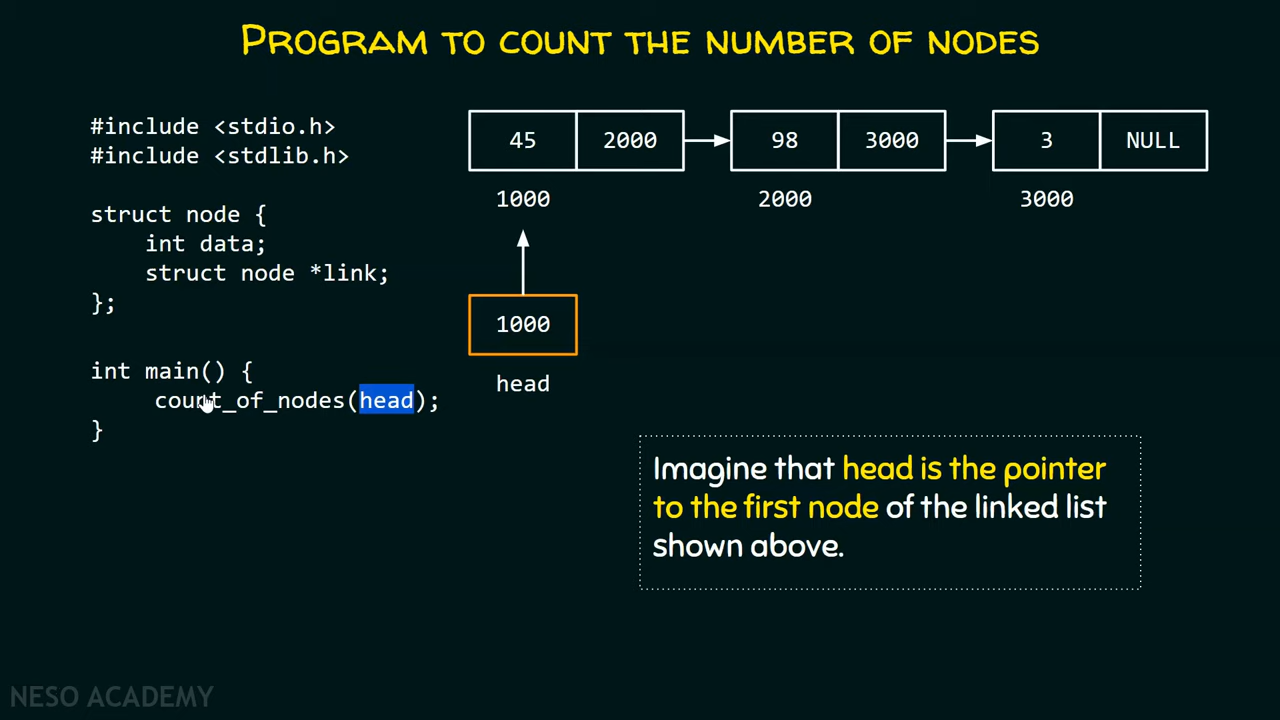 PROGRAM TO COUNT THE NUMBER OF NODES
#include <stdio.h>
#include <stdlib.h>
struct node {
int data;
struct node *link;
};
int main() {
count_of_nodes(head);
}
45 2000 98 3000 3 NULL
1000 2000 3000
1000
head
Imagine that head is the pointer
to the first node of the linked list
shown above.
NESO ACADEMY